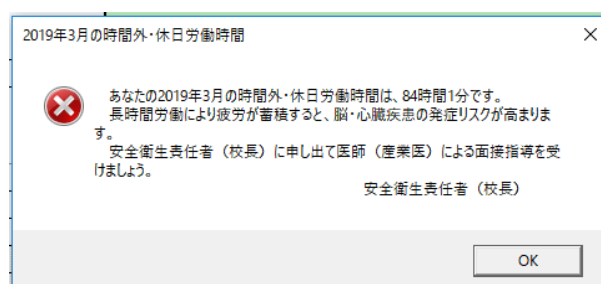 2019年3月の時間外・休日労働時間
あなたの2019年3月の時間外・休日労働時間は、84時間1分です。
長時間労働により疲労が蓄積すると、脳・心臓疾患の発症リスクが高まりま
す。
安全衛生責任者（校長）に申し出て医師（産業医）による面接指導を受
けましょう。
安全衛生責任者（校長）
OK